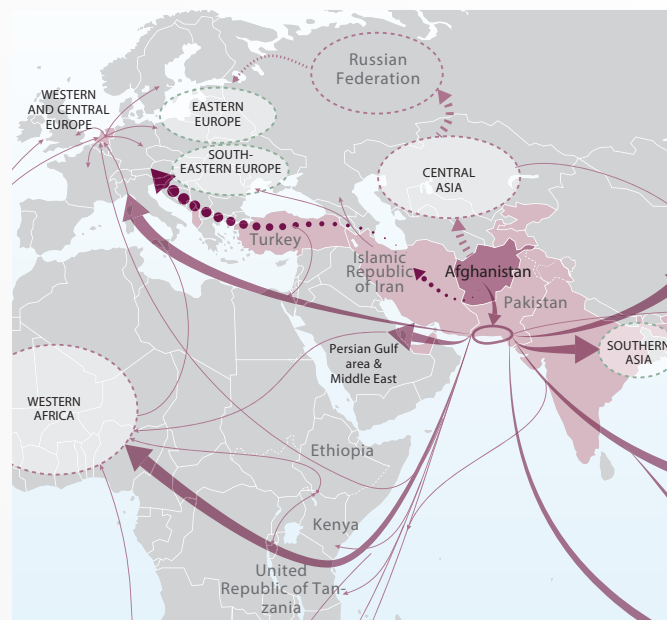 Russian
Federation
WESTERN
AND CENTRAL
EUROPE
EASTERN
EUROPE
SOUTH-
EASTERN EUROPE
CENTRAL
ASIA
Turkey
Islamic
Republic
of Iran
Afghanistan
Pakistan
Persian Gulf
area &
Middle East
SOUTHERN
ASIA
WESTERN
AFRICA
Ethiopia
Kenya
United
Republic of Tan-
zania